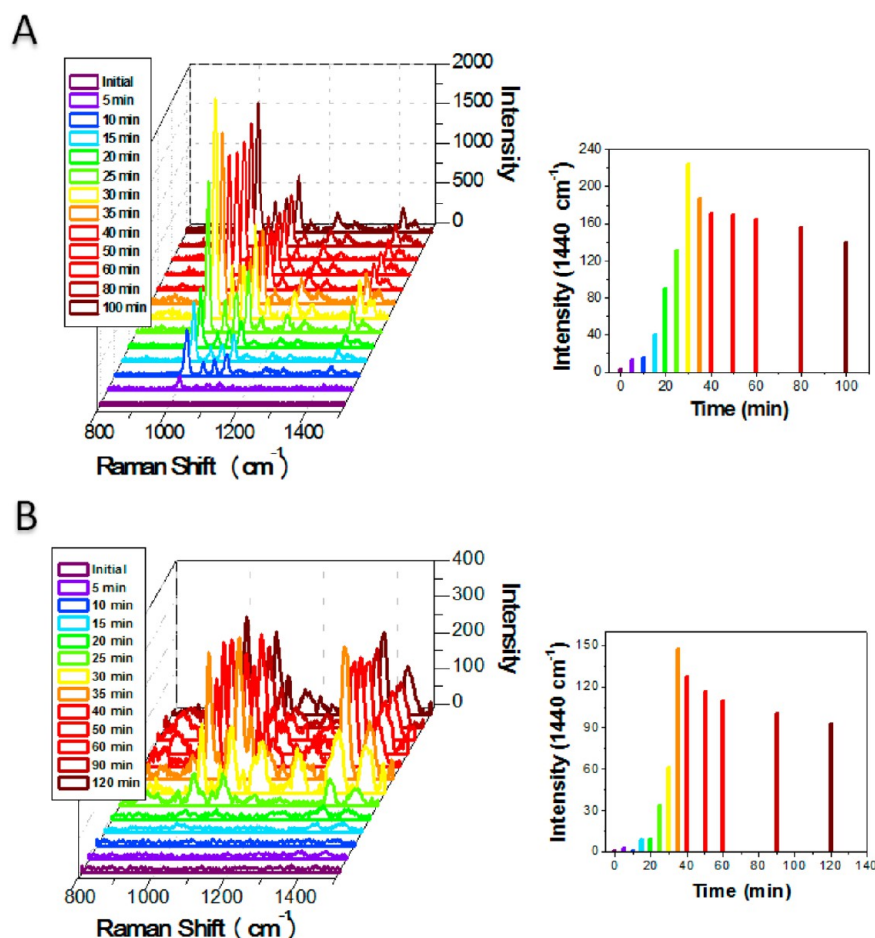 A
Initial
5 min
10 min
15 min
20 min
25 min
30 min
35 min
40 min
50 min
60 min
80 min
100 min
2000
1500
1000
500
0
Intensity
800 1000 1200 1400
Raman Shift (cm-1)
240
200
160
120
80
40
0
Intensity (1440 cm-1)
0 20 40 60 80 100
Time (min)
B
Initial
5 min
10 min
15 min
20 min
25 min
30 min
35 min
40 min
50 min
60 min
90 min
120 min
400
300
200
100
0
Intensity
800 1000 1200 1400
Raman Shift (cm-1)
150
120
90
60
30
0
Intensity (1440 cm-1)
0 20 40 60 80 100 120 140
Time (min)